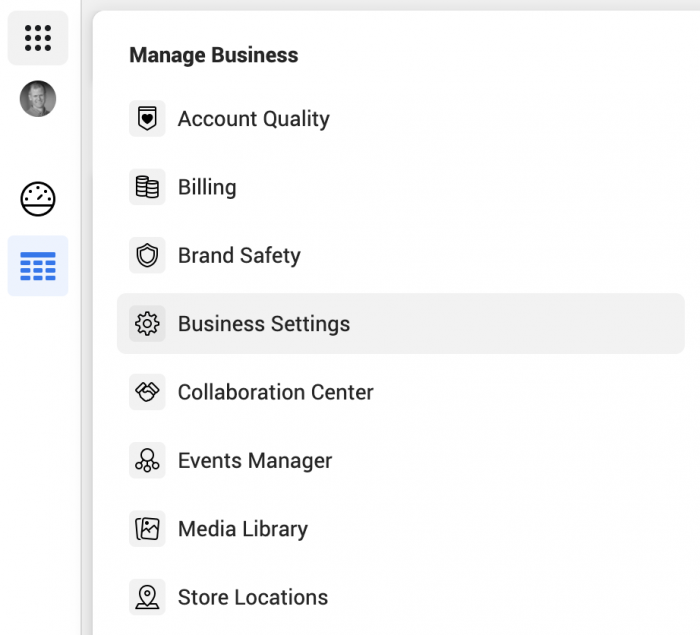 Manage Business
Account Quality
Billing
Brand Safety
Business Settings
Collaboration Center
Events Manager
Media Library
Store Locations